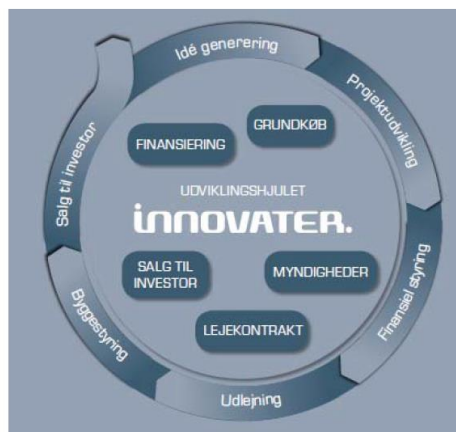 Idé generering
Projektudvikling
Finansiel styring
Udlejning
Byggestyring
Salg til investor
GRUNDKØB
FINANSIERING
UDVIKLINGSHJULET
innovater.
SALG TIL
INVESTOR
MYNDIGHEDER
LEJEKONTRAKT